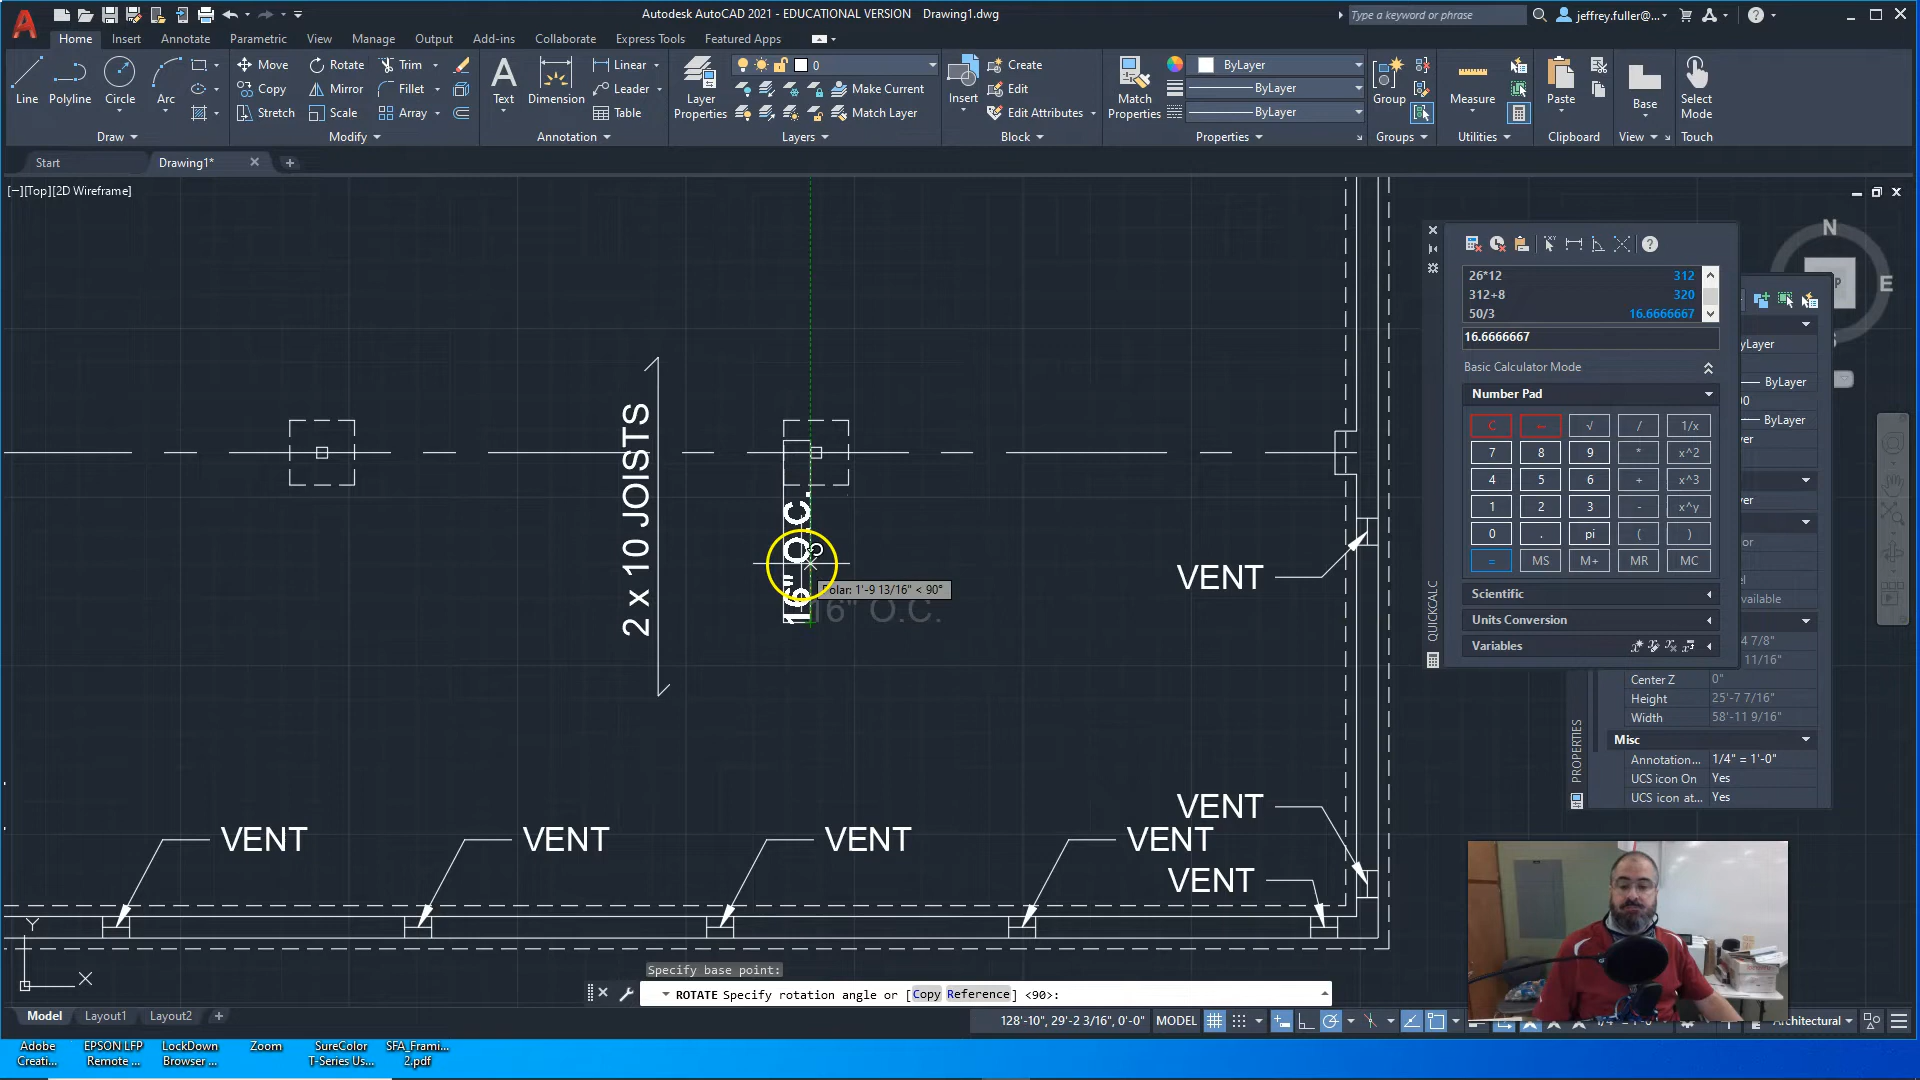 Autodesk AutoCAD 2021 - EDUCATIONAL VERSION Drawing1.dwg
Type a keyword or phrase
jeffrey.fuller@...
Home Insert Annotate Parametric View Manage Output Add-ins Collaborate Express Tools Featured Apps
Line Polyline Circle Arc
Move Rotate Trim
Copy Mirror Fillet
Stretch Scale Array
Text Dimension
Linear
Leader
Table
Layer Properties
0
Make Current
Match Layer
Insert
Create
Edit
Edit Attributes
Match Properties
ByLayer
ByLayer
ByLayer
Group Measure Paste Base Select Mode
Draw Modify Annotation Layers Block Properties Groups Utilities Clipboard View Touch
Start Drawing1*
[−][Top][2D Wireframe]
N
E
26*12 312
312+8 320
50/3 16.6666667
16.6666667
Basic Calculator Mode
Number Pad
C √ / 1/x
7 8 9 * x^2
4 5 6 + x^3
1 2 3 - x^y
0 . pi ( )
= MS M+ MR MC
Scientific
Units Conversion
Variables
QUICKCALC
yLayer
ByLayer
ByLayer
Center Z 0"
Height 25'-7 7/16"
Width 58'-11 9/16"
Misc
Annotation... 1/4" = 1'-0"
UCS icon On Yes
UCS icon at... Yes
PROPERTIES
2 x 10 JOISTS
16" O.C.
Polar: 1'-9 13/16" < 90°
16" O.C.
VENT
VENT
VENT VENT VENT VENT
VENT
Y
X
Specify base point:
ROTATE Specify rotation angle or [Copy Reference] <90>:
Model Layout1 Layout2
128'-10", 29'-2 3/16", 0'-0" MODEL
Architectural
Adobe Creati...
EPSON LFP Remote ...
LockDown Browser ...
Zoom
SureColor T-Series Us...
SFA_Frami... 2.pdf